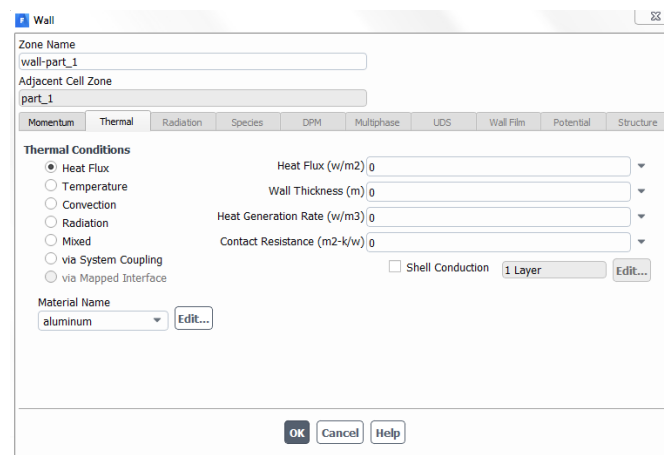 Wall
Zone Name
wall-part_1
Adjacent Cell Zone
part_1
Momentum Thermal Radiation Species DPM Multiphase UDS Wall Film Potential Structure
Thermal Conditions
Heat Flux
Temperature
Convection
Radiation
Mixed
via System Coupling
via Mapped Interface
Heat Flux (w/m2) 0
Wall Thickness (m) 0
Heat Generation Rate (w/m3) 0
Contact Resistance (m2-k/w) 0
Shell Conduction 1 Layer Edit...
Material Name
aluminum Edit...
OK Cancel Help